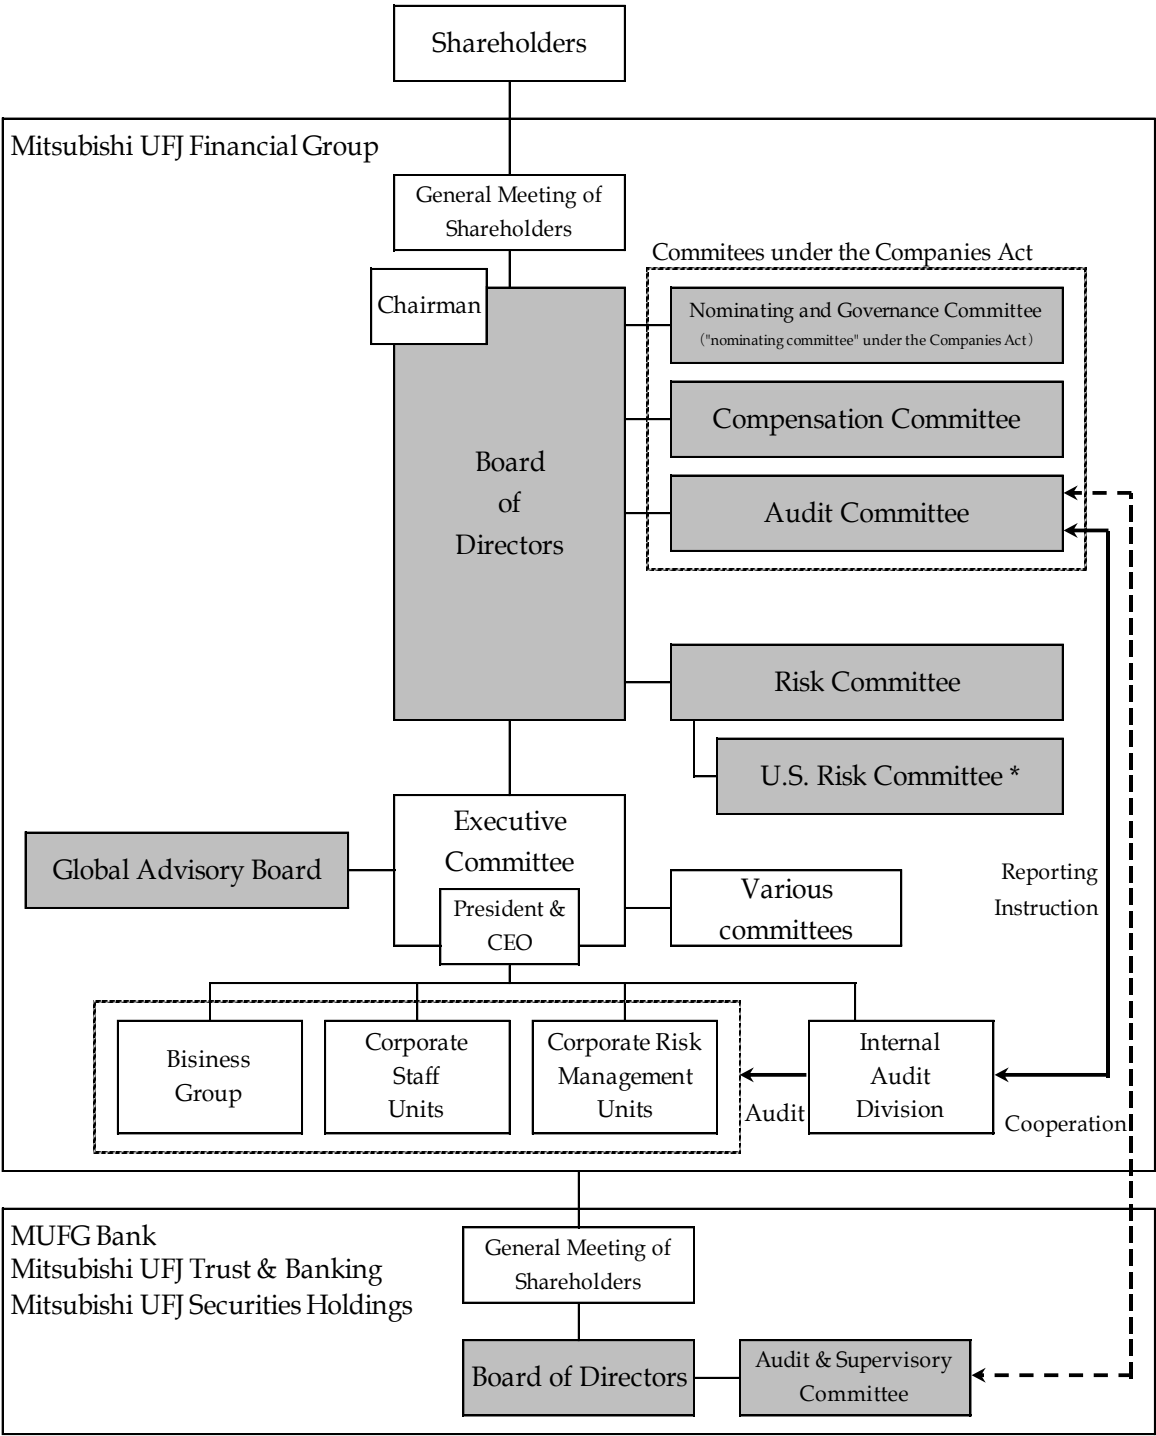 Shareholders
Mitsubishi UFJ Financial Group
General Meeting of
Shareholders
Commitees under the Companies Act
Chairman
Nominating and Governance Committee
("nominating committee" under the Companies Act)
Compensation Committee
Board
of
Directors
Audit Committee
Risk Committee
U.S. Risk Committee *
Executive
Committee
Global Advisory Board
President &
CEO
Various
committees
Reporting
Instruction
Bisiness
Group
Corporate
Staff
Units
Corporate Risk
Management
Units
Audit
Internal
Audit
Division
Cooperation
MUFG Bank
Mitsubishi UFJ Trust & Banking
Mitsubishi UFJ Securities Holdings
General Meeting of
Shareholders
Board of Directors
Audit & Supervisory
Committee